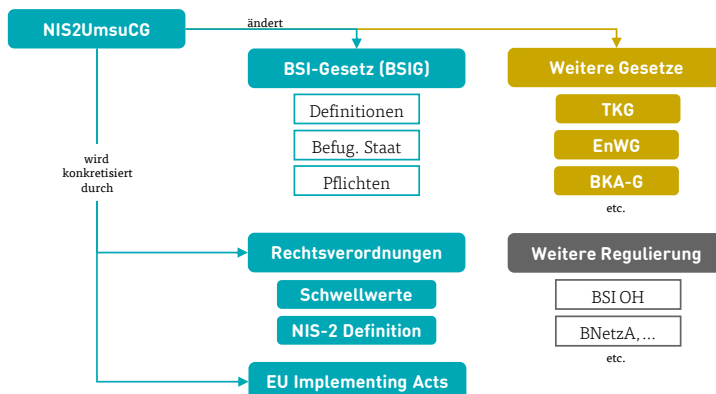 NIS2UmsuCG
ändert
BSI-Gesetz (BSIG)
Definitionen
Befug. Staat
Pflichten
Weitere Gesetze
TKG
EnWG
BKA-G
etc.
wird
konkretisiert
durch
Rechtsverordnungen
Schwellwerte
NIS-2 Definition
EU Implementing Acts
Weitere Regulierung
BSI OH
BNetzA, ...
etc.